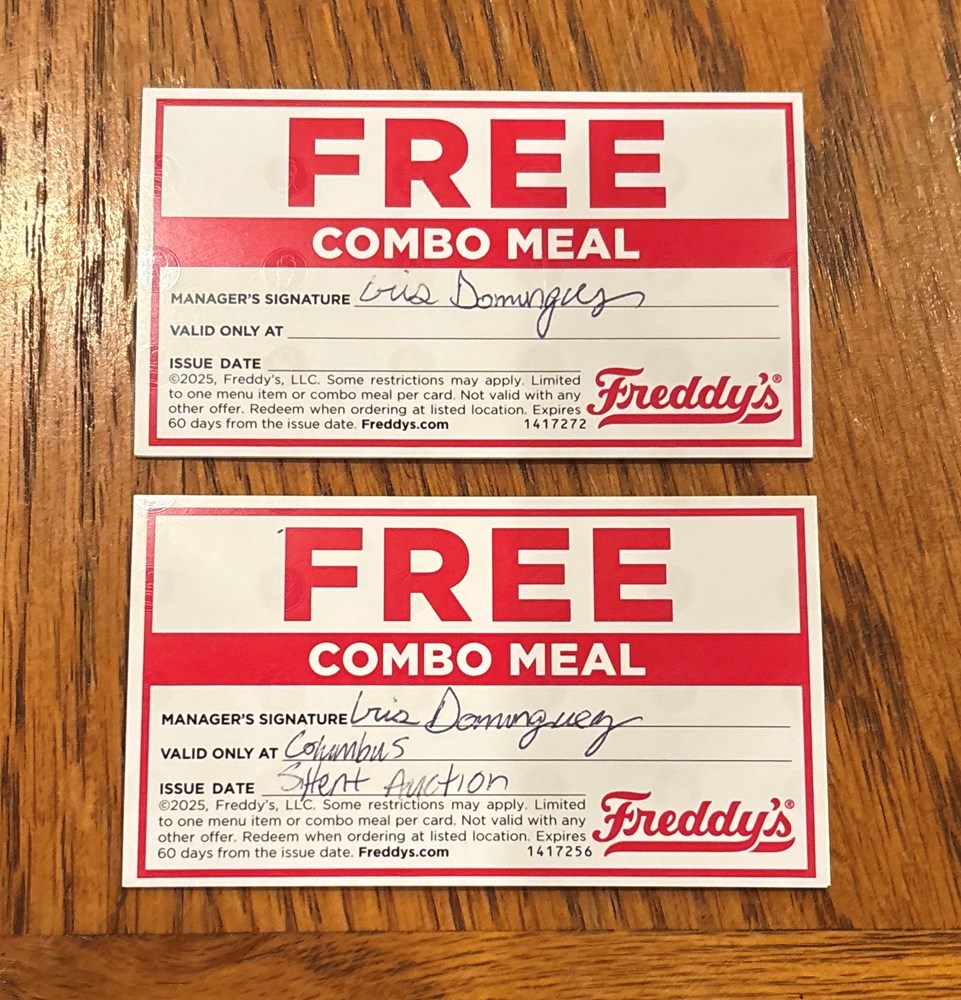 FREE
COMBO MEAL
MANAGER'S SIGNATURE Iris Dominguez
VALID ONLY AT
ISSUE DATE
©2025, Freddy's, LLC. Some restrictions may apply. Limited
to one menu item or combo meal per card. Not valid with any
other offer. Redeem when ordering at listed location. Expires
60 days from the issue date. Freddys.com 1417272
Freddy's®
FREE
COMBO MEAL
MANAGER'S SIGNATURE Iris Dominguez
VALID ONLY AT Columbus
ISSUE DATE Silent Auction
©2025, Freddy's, LLC. Some restrictions may apply. Limited
to one menu item or combo meal per card. Not valid with any
other offer. Redeem when ordering at listed location. Expires
60 days from the issue date. Freddys.com 1417256
Freddy's®